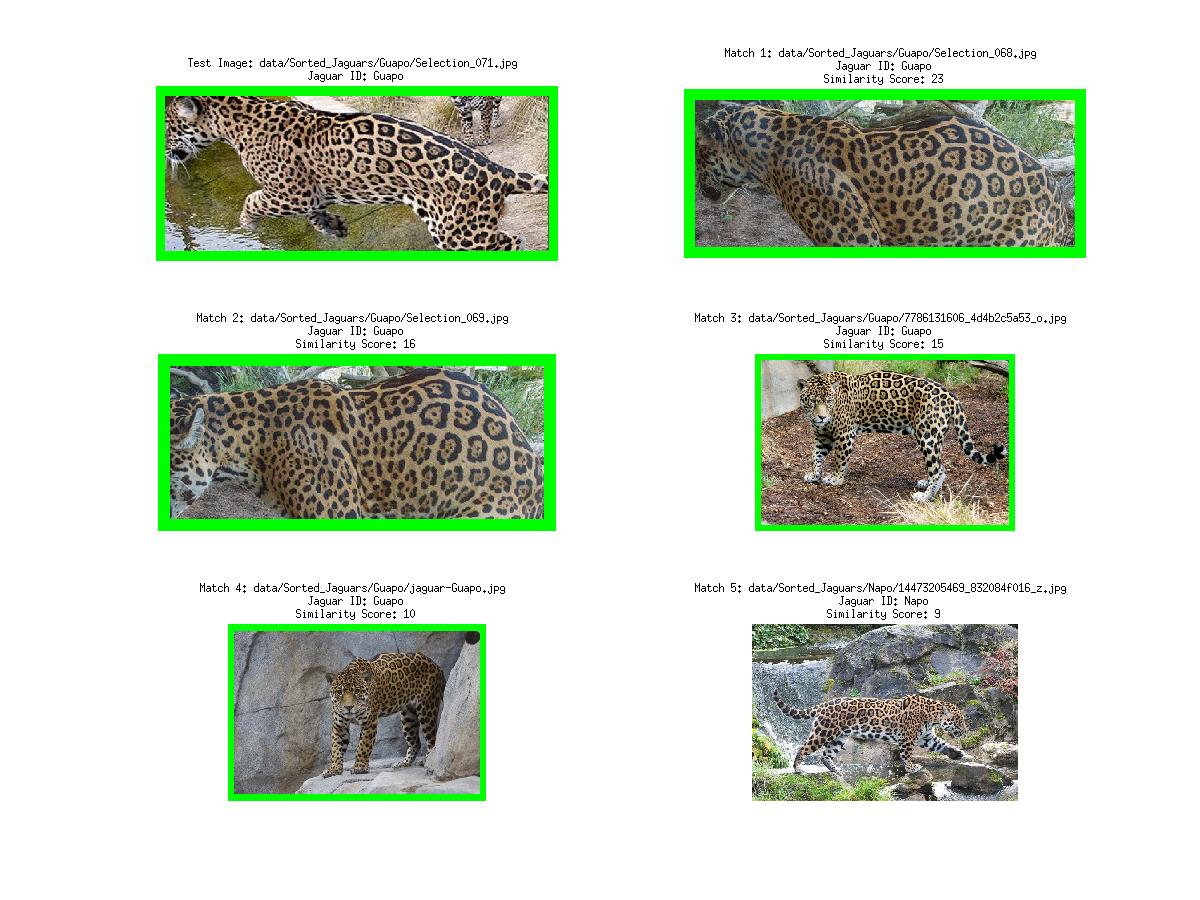 Test Image: data/Sorted_Jaguars/Guapo/Selection_071.jpg
Jaguar ID: Guapo
Match 1: data/Sorted_Jaguars/Guapo/Selection_068.jpg
Jaguar ID: Guapo
Similarity Score: 23
Match 2: data/Sorted_Jaguars/Guapo/Selection_069.jpg
Jaguar ID: Guapo
Similarity Score: 16
Match 3: data/Sorted_Jaguars/Guapo/7786131606_4d4b2c5a53_o.jpg
Jaguar ID: Guapo
Similarity Score: 15
Match 4: data/Sorted_Jaguars/Guapo/jaguar-Guapo.jpg
Jaguar ID: Guapo
Similarity Score: 10
Match 5: data/Sorted_Jaguars/Napo/14473205469_832084f016_z.jpg
Jaguar ID: Napo
Similarity Score: 9